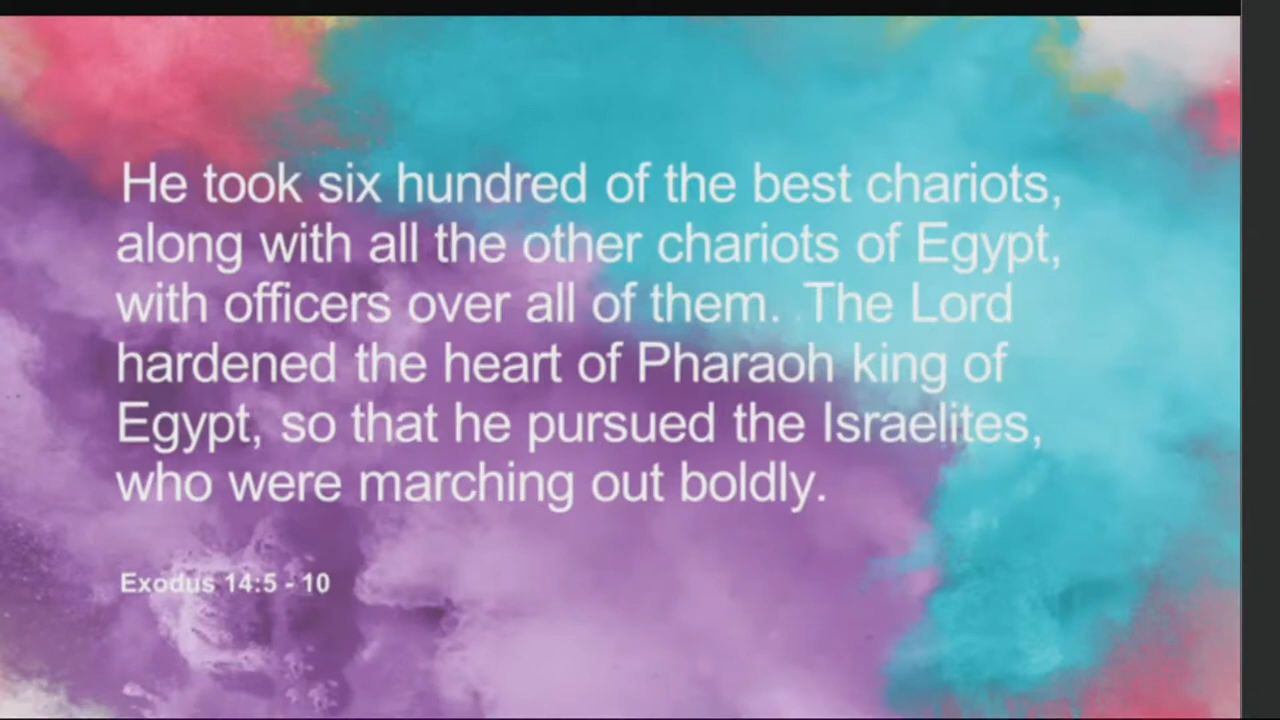 He took six hundred of the best chariots,
along with all the other chariots of Egypt,
with officers over all of them. The Lord
hardened the heart of Pharaoh king of
Egypt, so that he pursued the Israelites,
who were marching out boldly.
Exodus 14:5 - 10